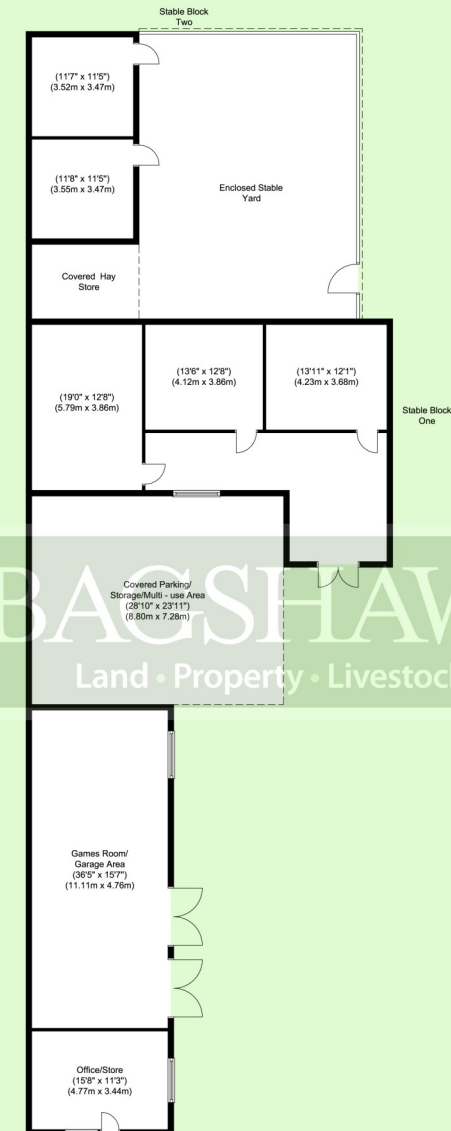 Stable Block
Two
(11'7" x 11'5")
(3.52m x 3.47m)
(11'8" x 11'5")
(3.55m x 3.47m)
Enclosed Stable
Yard
Covered Hay
Store
(19'0" x 12'8")
(5.79m x 3.86m)
(13'6" x 12'8")
(4.12m x 3.86m)
(13'11" x 12'1")
(4.23m x 3.68m)
Stable Block
One
Covered Parking/
Storage/Multi - use Area
(28'10" x 23'11")
(8.80m x 7.28m)
BAGSHAW
Land · Property · Livestock
Games Room/
Garage Area
(36'5" x 15'7")
(11.11m x 4.76m)
Office/Store
(15'8" x 11'3")
(4.77m x 3.44m)